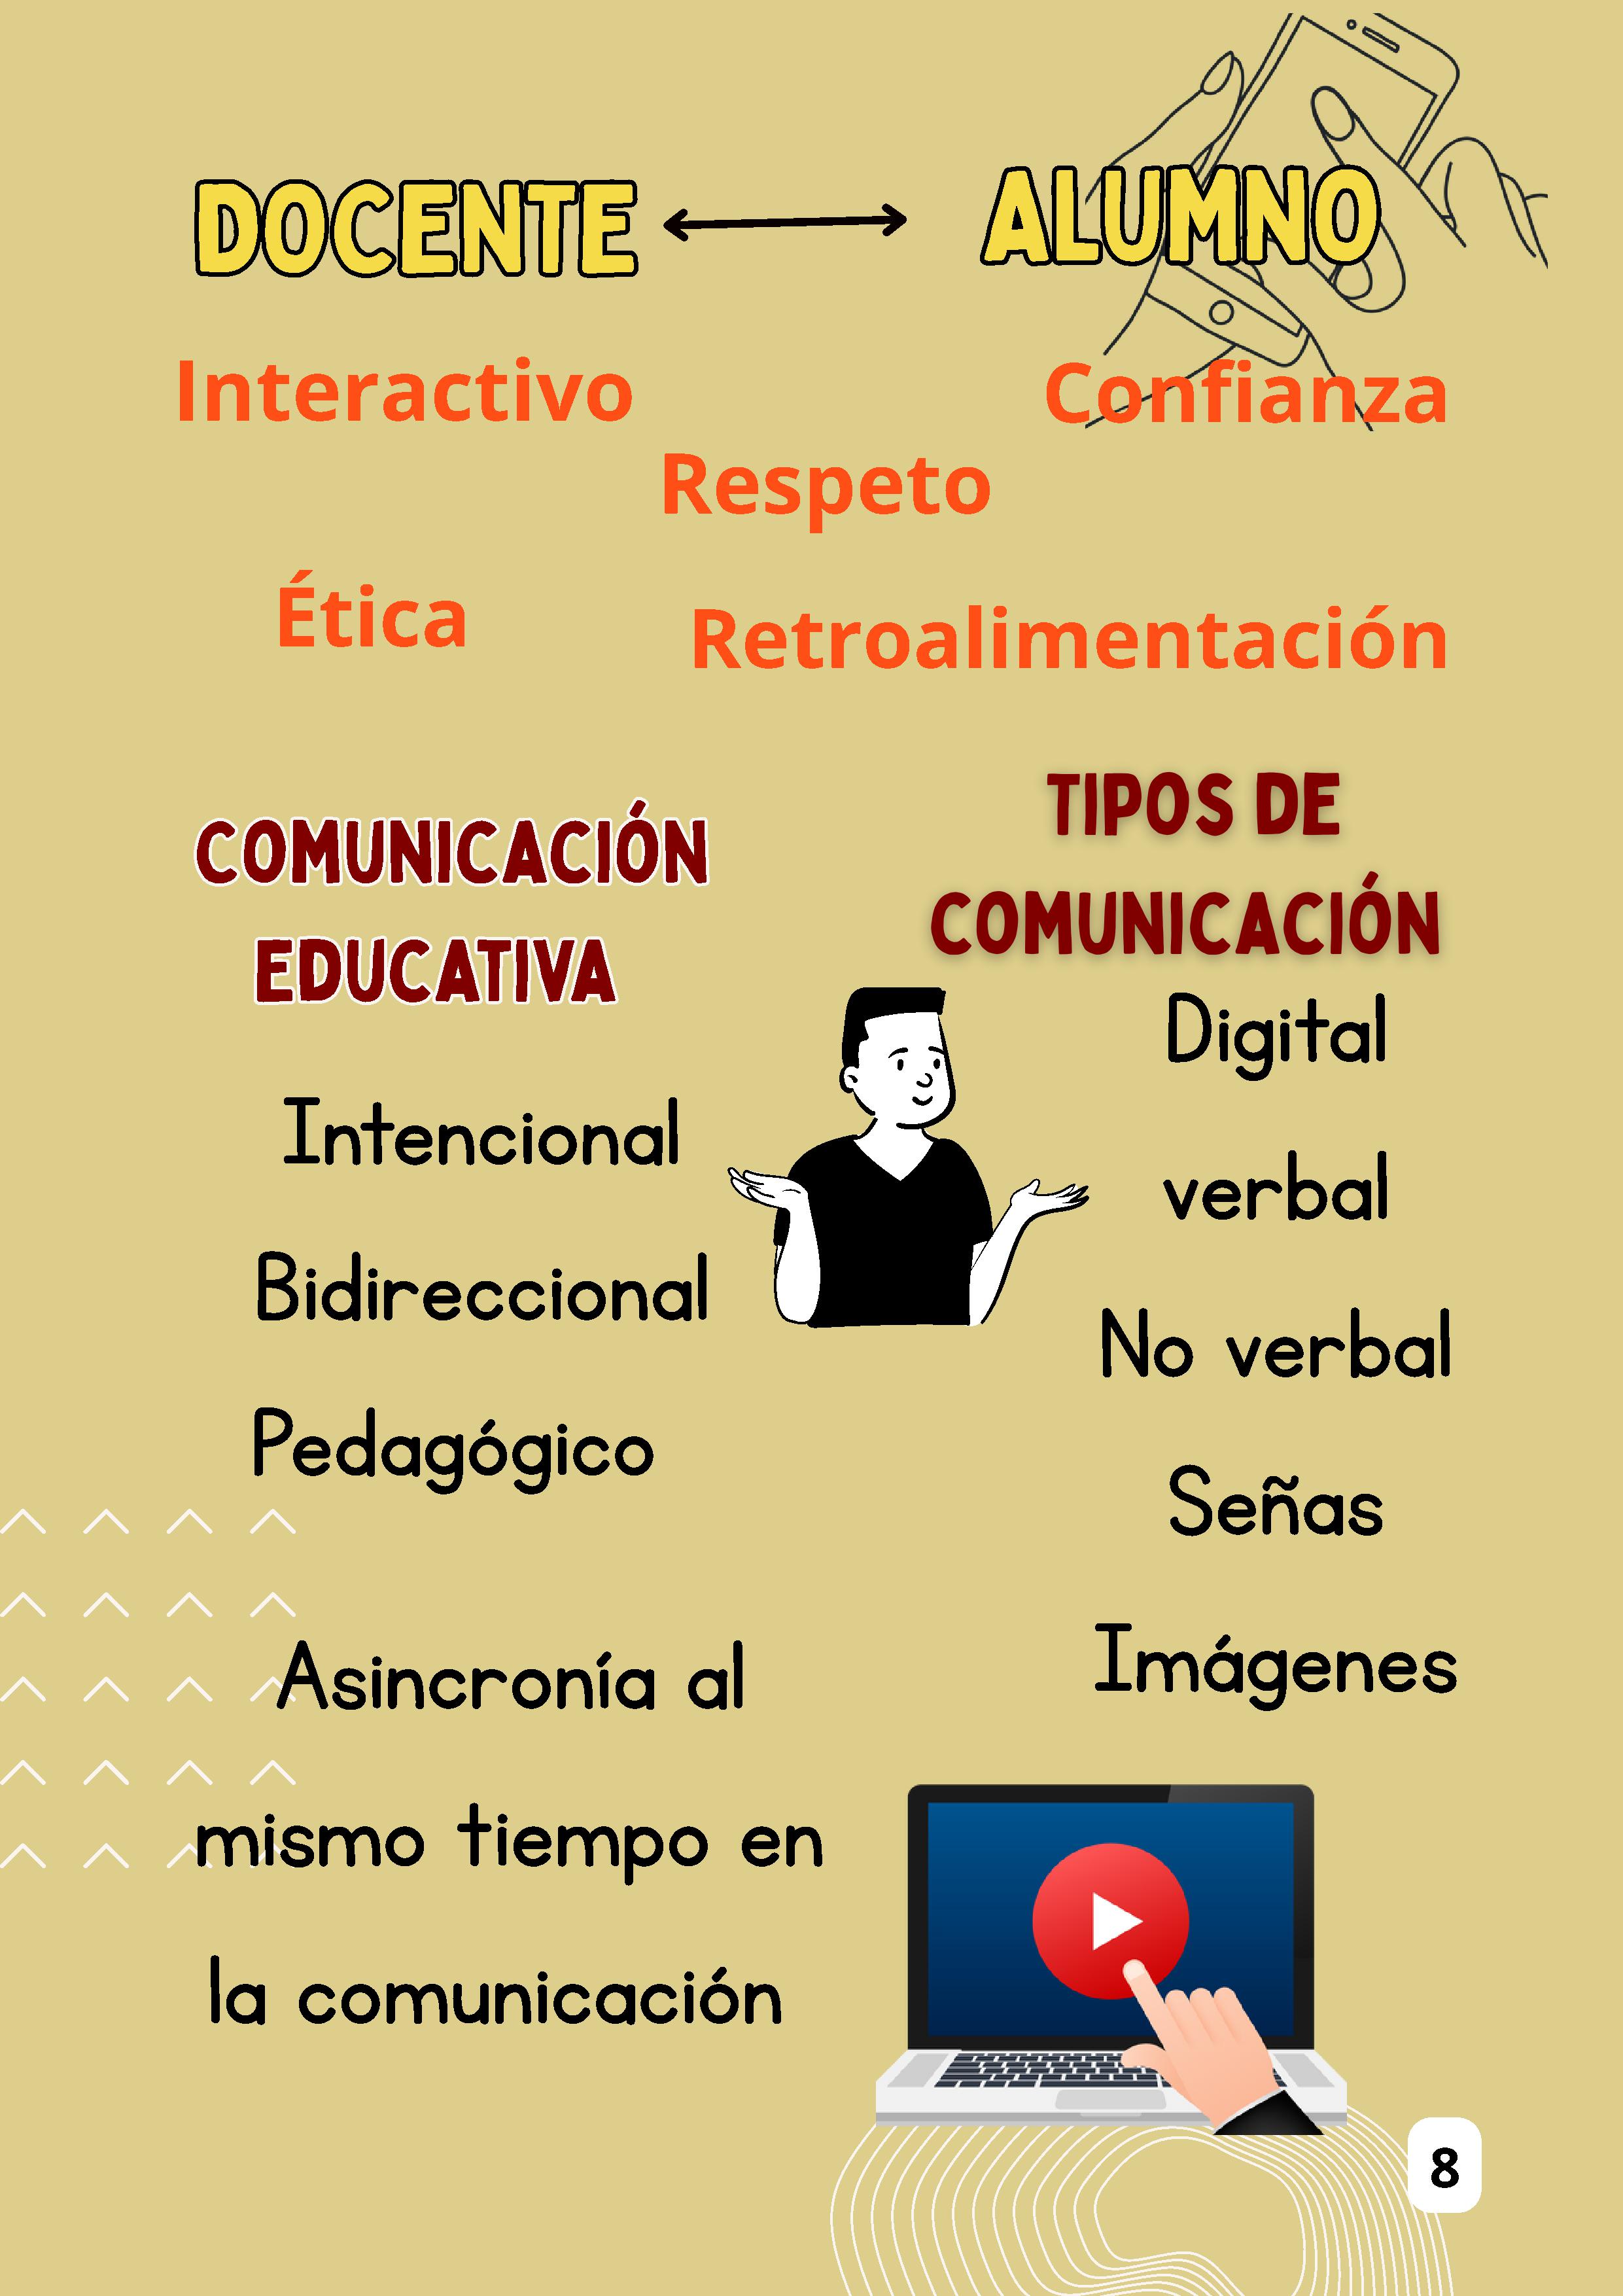 DOCENTE
ALUMNO
Interactivo
Confianza
Respeto
Ética
Retroalimentación
COMUNICACIÓN
EDUCATIVA
Intencional
Bidireccional
Pedagógico
Asincronía al
mismo tiempo en
la comunicación
TIPOS DE
COMUNICACIÓN
Digital
verbal
No verbal
Señas
Imágenes
8